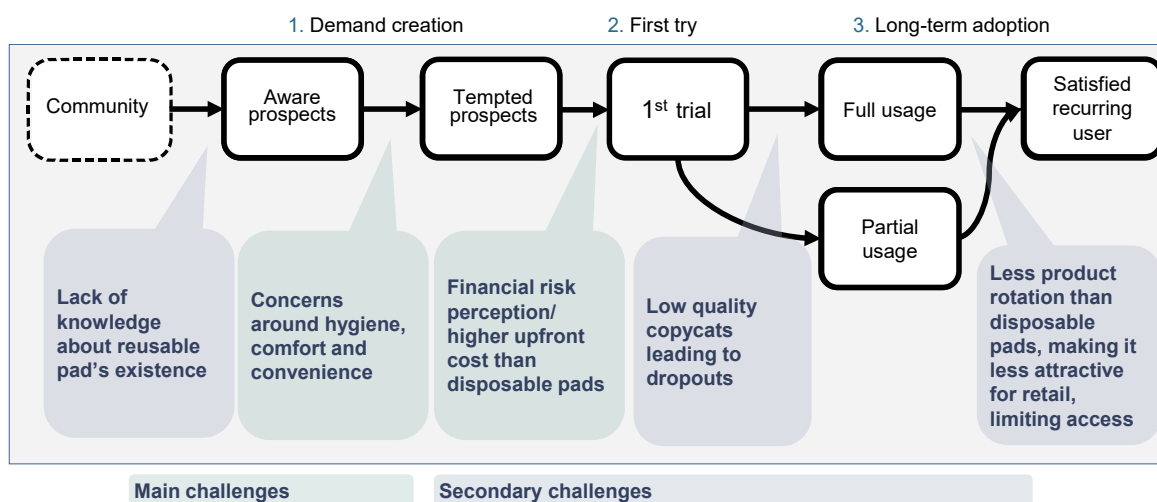 1. Demand creation
2. First try
3. Long-term adoption
Community
Aware
prospects
Tempted
prospects
1st trial
Full usage
Satisfied
recurring
user
Partial
usage
Lack of
knowledge
about reusable
pad's existence
Concerns
around hygiene,
comfort and
convenience
Financial risk
perception/
higher upfront
cost than
disposable pads
Low quality
copycats
leading to
dropouts
Less product
rotation than
disposable
pads, making it
less attractive
for retail,
limiting access
Main challenges
Secondary challenges